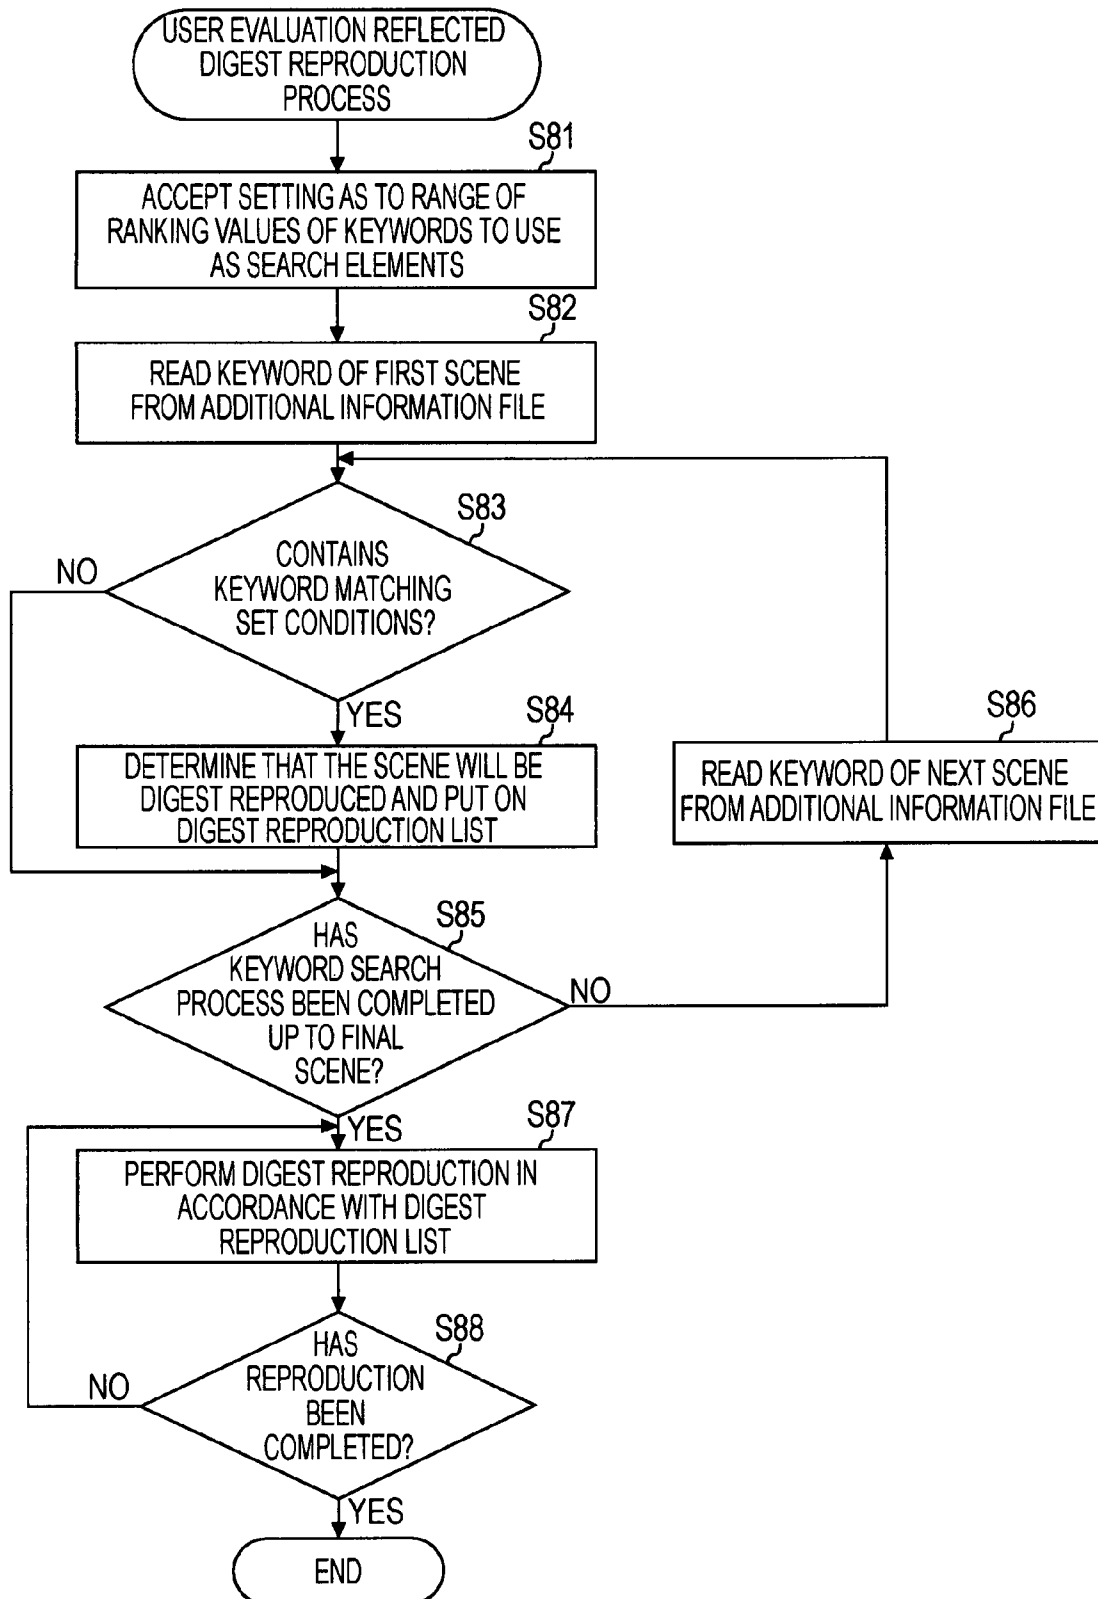 USER EVALUATION REFLECTED
DIGEST REPRODUCTION
PROCESS
S81
ACCEPT SETTING AS TO RANGE OF
RANKING VALUES OF KEYWORDS TO USE
AS SEARCH ELEMENTS
S82
READ KEYWORD OF FIRST SCENE
FROM ADDITIONAL INFORMATION FILE
S83
CONTAINS
KEYWORD MATCHING
SET CONDITIONS?
NO
YES
S84
DETERMINE THAT THE SCENE WILL BE
DIGEST REPRODUCED AND PUT ON
DIGEST REPRODUCTION LIST
S86
READ KEYWORD OF NEXT SCENE
FROM ADDITIONAL INFORMATION FILE
S85
HAS
KEYWORD SEARCH
PROCESS BEEN COMPLETED
UP TO FINAL
SCENE?
NO
YES
S87
PERFORM DIGEST REPRODUCTION IN
ACCORDANCE WITH DIGEST
REPRODUCTION LIST
S88
HAS
REPRODUCTION
BEEN
COMPLETED?
NO
YES
END